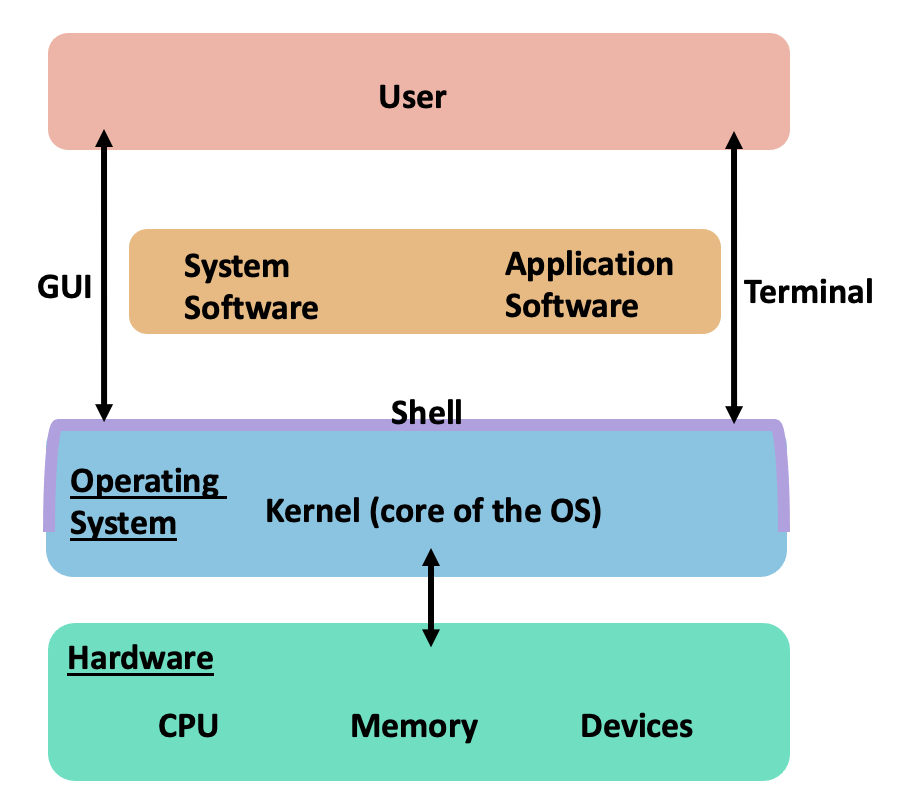 User
GUI
System
Software
Application
Software
Terminal
Shell
Operating
System
Kernel (core of the OS)
Hardware
CPU
Memory
Devices